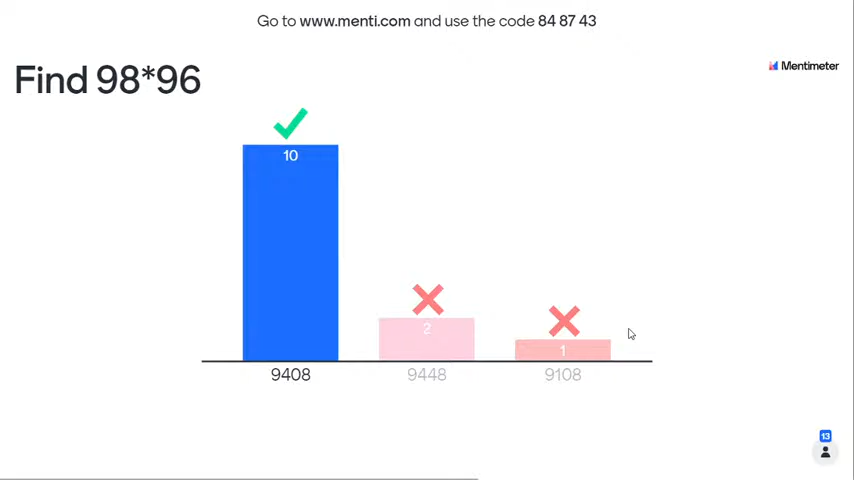 Go to www.menti.com and use the code 84 87 43
Find 98*96
Mentimeter
10
2
1
9408
9448
9108
13